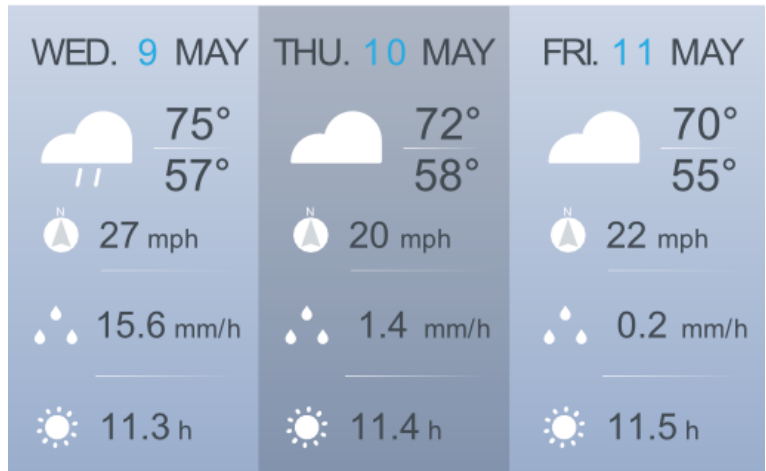 WED. 9 MAY
75°
57°
N
27 mph
15.6 mm/h
11.3 h
THU. 10 MAY
72°
58°
N
20 mph
1.4 mm/h
11.4 h
FRI. 11 MAY
70°
55°
N
22 mph
0.2 mm/h
11.5 h